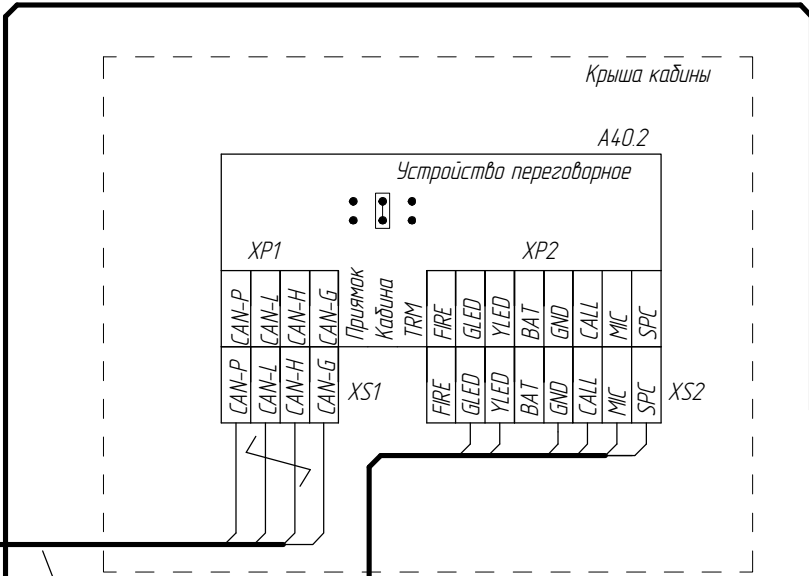 Крыша кабины
A40.2
Устройство переговорное
XP1
XP2
CAN-P
CAN-L
CAN-H
CAN-G
Приямок
Кабина
TRM
FIRE
GLED
YLED
BAT
GND
CALL
MIC
SPC
CAN-P
CAN-L
CAN-H
CAN-G
XS1
FIRE
GLED
YLED
BAT
GND
CALL
MIC
SPC
XS2